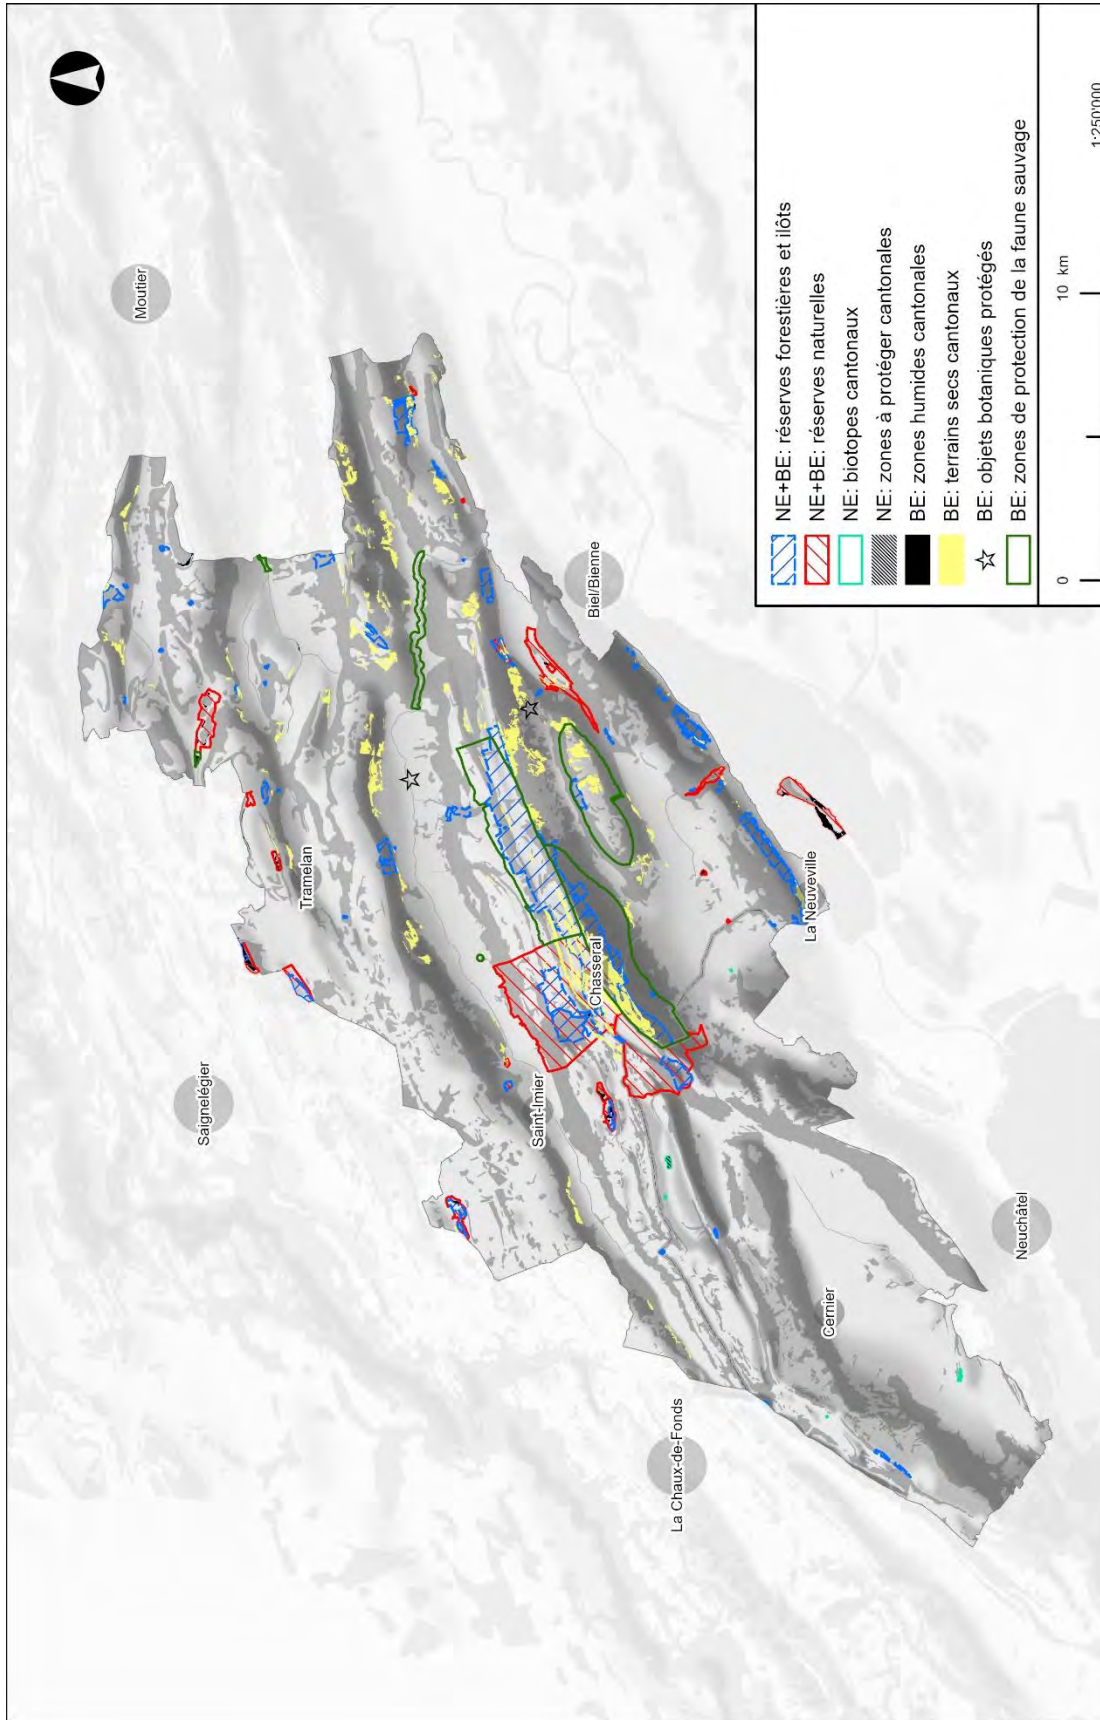 Moutier
Saignelégier
Tramelan
Biel/Bienne
Saint-Imier
Chasseral
La Chaux-de-Fonds
La Neuveville
Cernier
Neuchâtel
NE+BE: réserves forestières et ilôts
NE+BE: réserves naturelles
NE: biotopes cantonaux
NE: zones à protéger cantonales
BE: zones humides cantonales
BE: terrains secs cantonaux
BE: objets botaniques protégés
BE: zones de protection de la faune sauvage
0 10 km
1:250'000